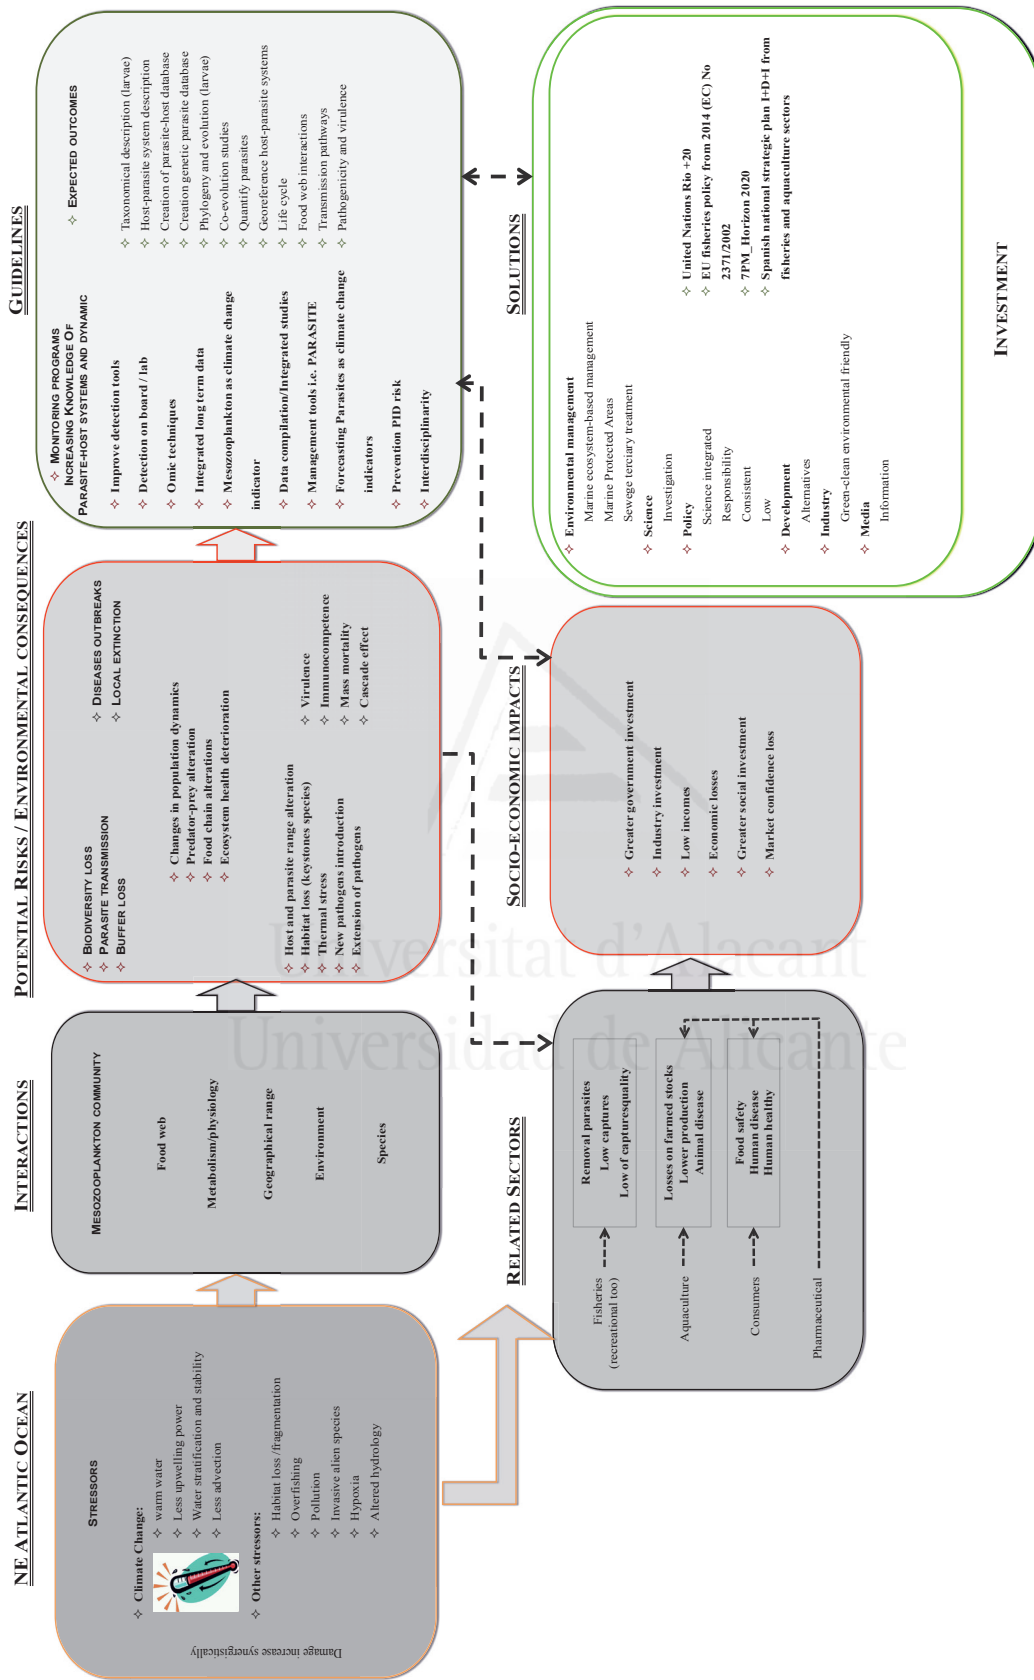 NE ATLANTIC OCEAN
STRESSORS
Climate Change:
warm water
Less upwelling power
Water stratification and stability
Less advection
Other stressors:
Habitat loss /fragmentation
Overfishing
Pollution
Invasive alien species
Hypoxia
Altered hydrology
Damage increase synergistically
INTERACTIONS
MESOZOOPLANKTON COMMUNITY
Food web
Metabolism/physiology
Geographical range
Environment
Species
POTENTIAL RISKS / ENVIRONMENTAL CONSEQUENCES
BIODIVERSITY LOSS
PARASITE TRANSMISSION
BUFFER LOSS
DISEASES OUTBREAKS
LOCAL EXTINCTION
Changes in population dynamics
Predator-prey alteration
Food chain alterations
Ecosystem health deterioration
Host and parasite range alteration
Habitat loss (keystones species)
Thermal stress
New pathogens introduction
Extension of pathogens
Virulence
Immunocompetence
Mass mortality
Cascade effect
GUIDELINES
MONITORING PROGRAMS
INCREASING KNOWLEDGE OF
PARASITE-HOST SYSTEMS AND DYNAMIC
Improve detection tools
Detection on board / lab
Omic techniques
Integrated long term data
Mesozooplankton as climate change
indicator
Data compilation/Integrated studies
Management tools i.e. PARASITE
Forecasting Parasites as climate change
indicators
Prevention PID risk
Interdisciplinarity
EXPECTED OUTCOMES
Taxonomical description (larvae)
Host-parasite system description
Creation of parasite-host database
Creation genetic parasite database
Phylogeny and evolution (larvae)
Co-evolution studies
Quantify parasites
Georeference host-parasite systems
Life cycle
Food web interactions
Transmission pathways
Pathogenicity and virulence
RELATED SECTORS
Fisheries
(recreational too)
Removal parasites
Low captures
Low of capturesquality
Aquaculture
Losses on farmed stocks
Lower production
Animal disease
Consumers
Food safety
Human disease
Human healthy
Pharmaceutical
SOCIO-ECONOMIC IMPACTS
Greater government investment
Industry investment
Low incomes
Economic losses
Greater social investment
Market confidence loss
SOLUTIONS
Environmental management
Marine ecosystem-based management
Marine Protected Areas
Sewege terciary treatment
Science
Investigation
Policy
Science integrated
Responsibility
Consistent
Low
Development
Alternatives
Industry
Green-clean environmental friendly
Media
Information
United Nations Rio +20
EU fisheries policy from 2014 (EC) No
2371/2002
7PM_Horizon 2020
Spanish national strategic plan I+D+I from
fisheries and aquaculture sectors
INVESTMENT
Universitat d'Alacant
Universidad de Alicante